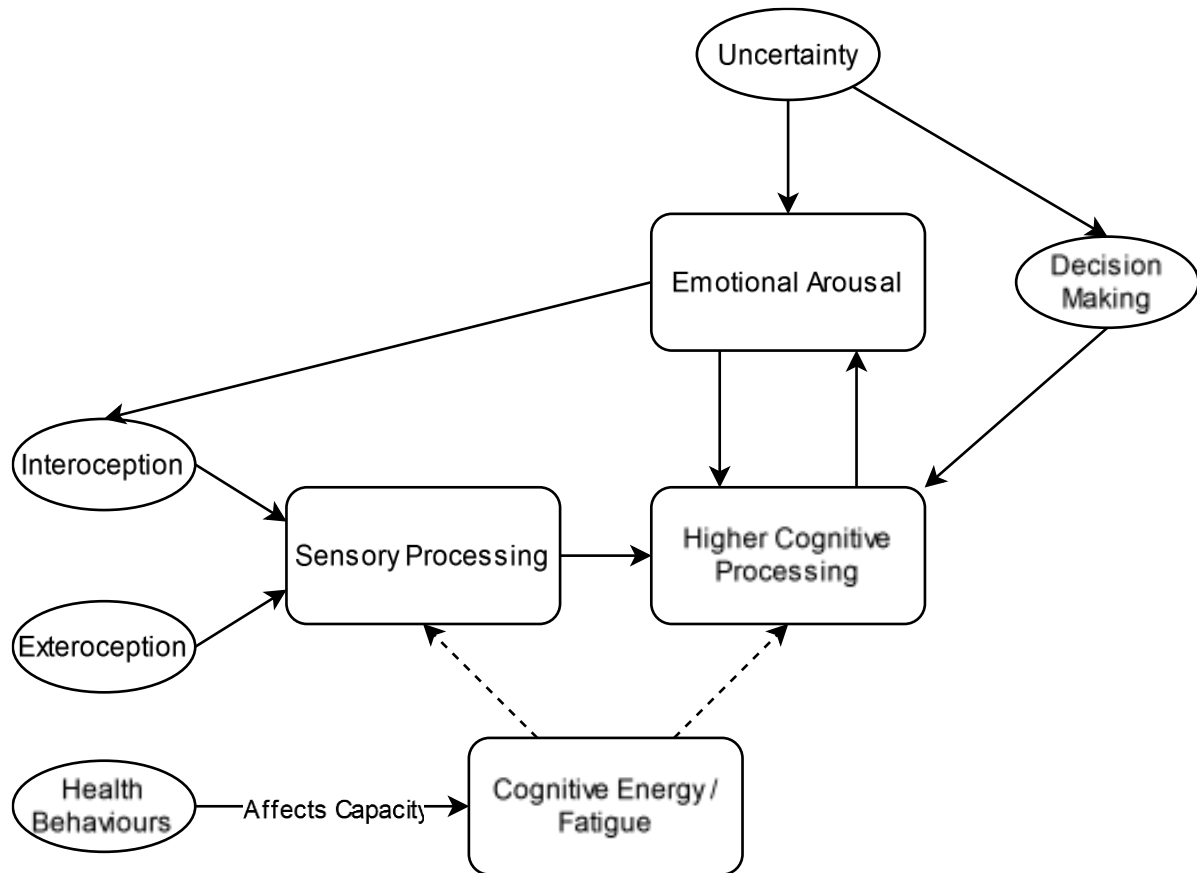 Uncertainty
Emotional Arousal
Decision
Making
Interoception
Sensory Processing
Higher Cognitive
Processing
Exteroception
Health
Behaviours
Affects Capacity
Cognitive Energy /
Fatigue